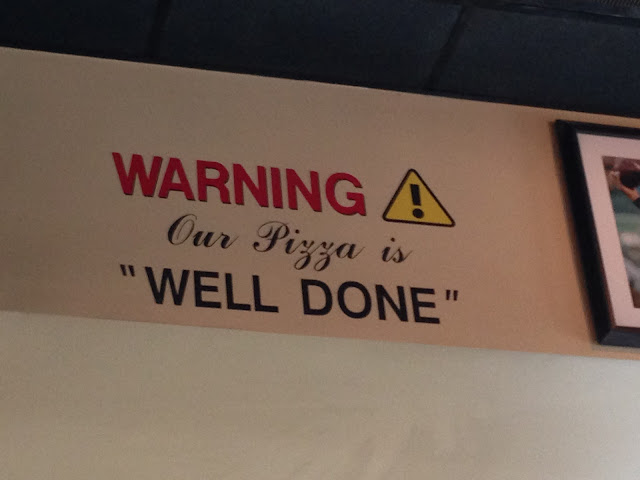 WARNING
Our Pizza is
"WELL DONE"